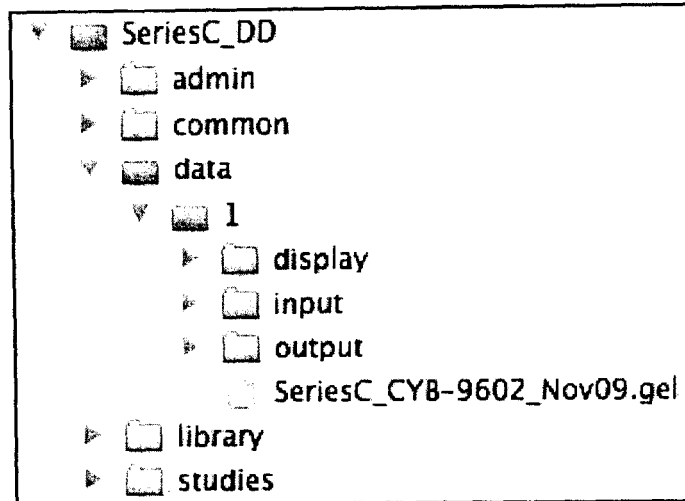 SeriesC_DD
admin
common
data
1
display
input
output
SeriesC_CYB-9602_Nov09.gel
library
studies